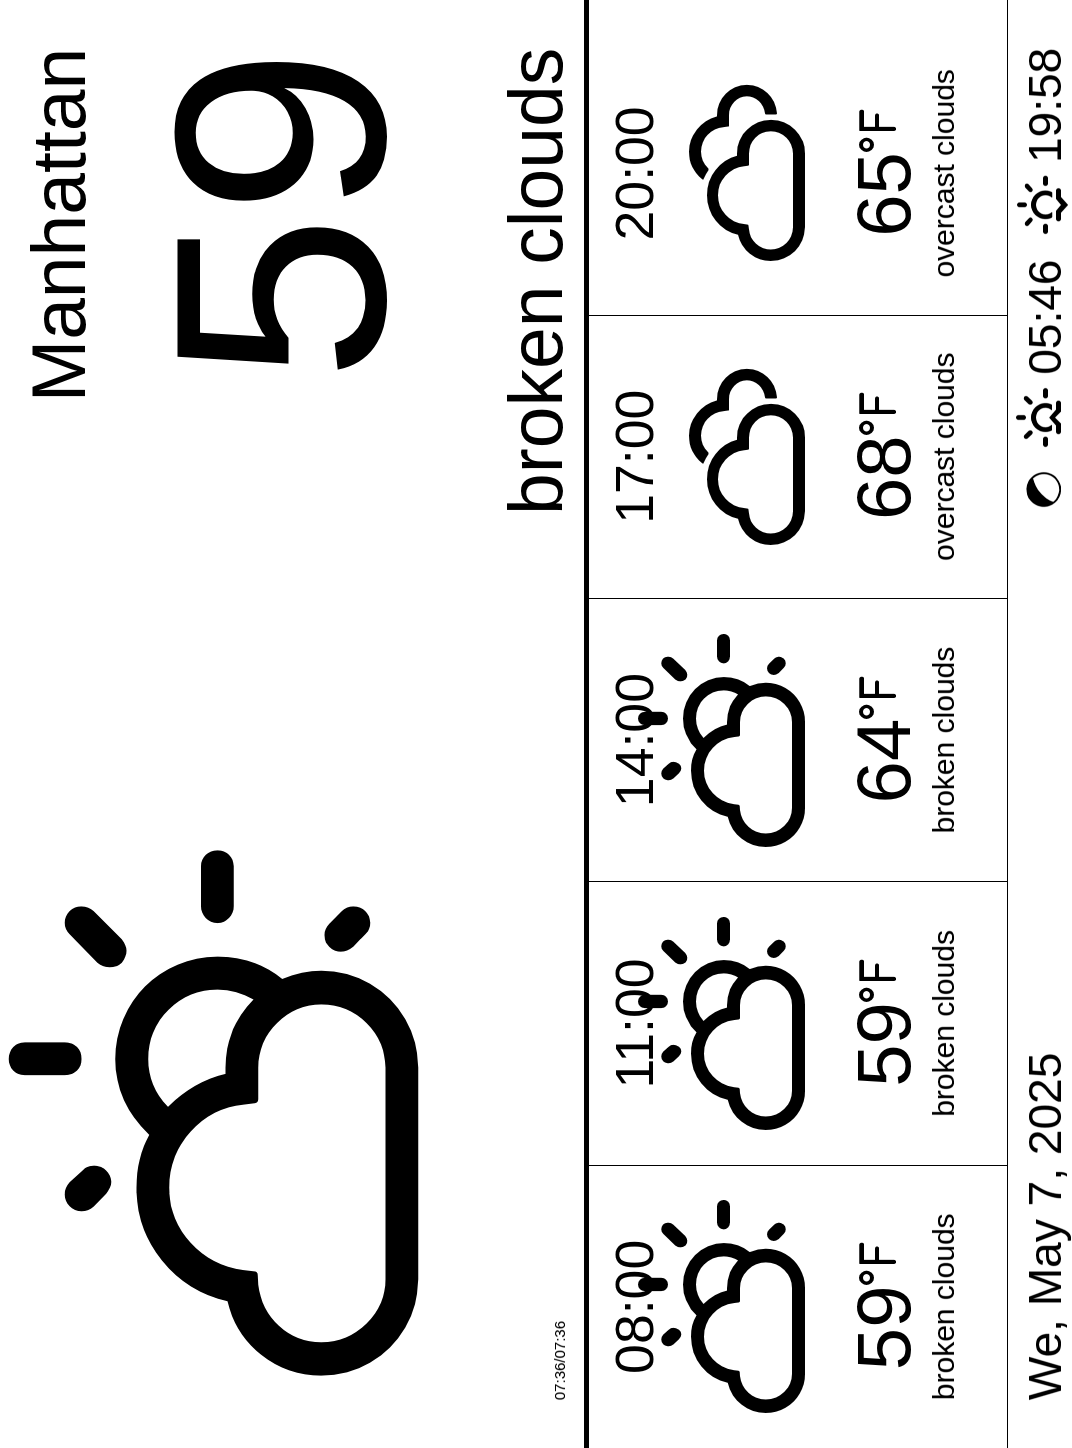 Manhattan
59
broken clouds
07:36/07:36
08:00
59°F
broken clouds
11:00
59°F
broken clouds
14:00
64°F
broken clouds
17:00
68°F
overcast clouds
20:00
65°F
overcast clouds
We, May 7, 2025
05:46
19:58